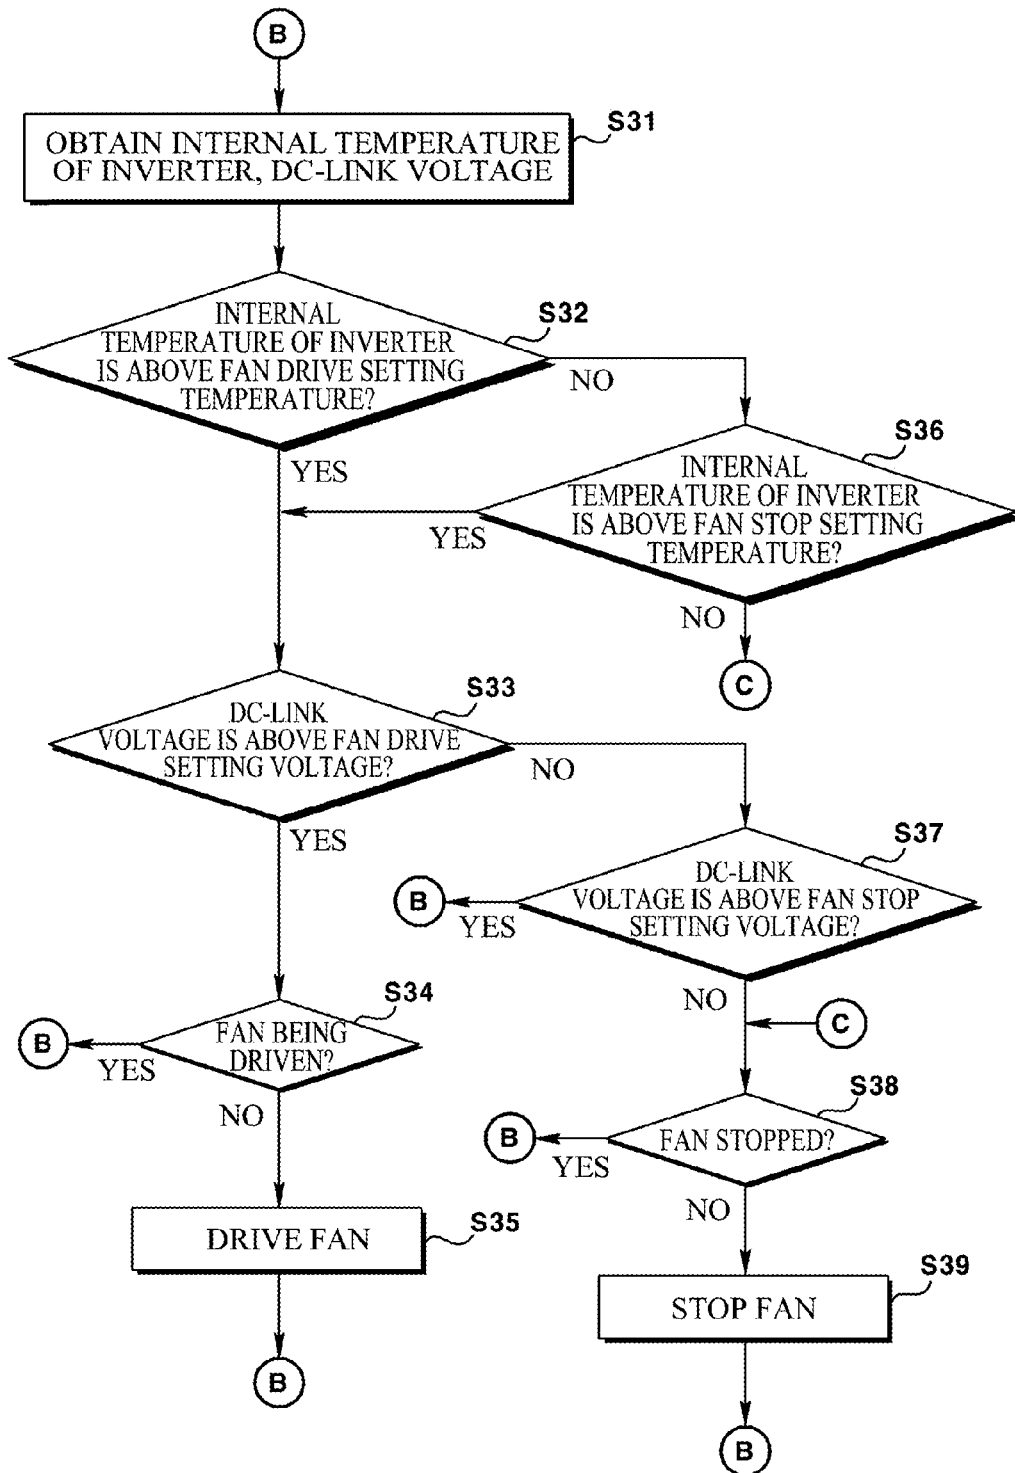 B
S31
OBTAIN INTERNAL TEMPERATURE
OF INVERTER, DC-LINK VOLTAGE
S32
INTERNAL
TEMPERATURE OF INVERTER
IS ABOVE FAN DRIVE SETTING
TEMPERATURE?
NO
YES
S36
INTERNAL
TEMPERATURE OF INVERTER
IS ABOVE FAN STOP SETTING
TEMPERATURE?
YES
NO
C
S33
DC-LINK
VOLTAGE IS ABOVE FAN DRIVE
SETTING VOLTAGE?
NO
YES
S37
DC-LINK
VOLTAGE IS ABOVE FAN STOP
SETTING VOLTAGE?
B
YES
NO
C
S34
FAN BEING
DRIVEN?
B
YES
NO
S38
FAN STOPPED?
B
YES
NO
S35
DRIVE FAN
B
S39
STOP FAN
B